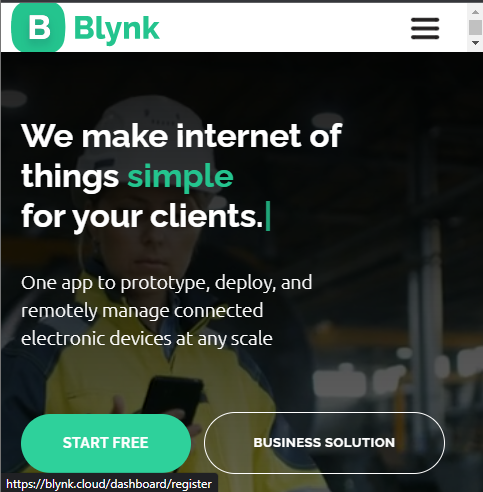 B Blynk
We make internet of
things simple
for your clients.|
One app to prototype, deploy, and
remotely manage connected
electronic devices at any scale
START FREE
BUSINESS SOLUTION
https://blynk.cloud/dashboard/register